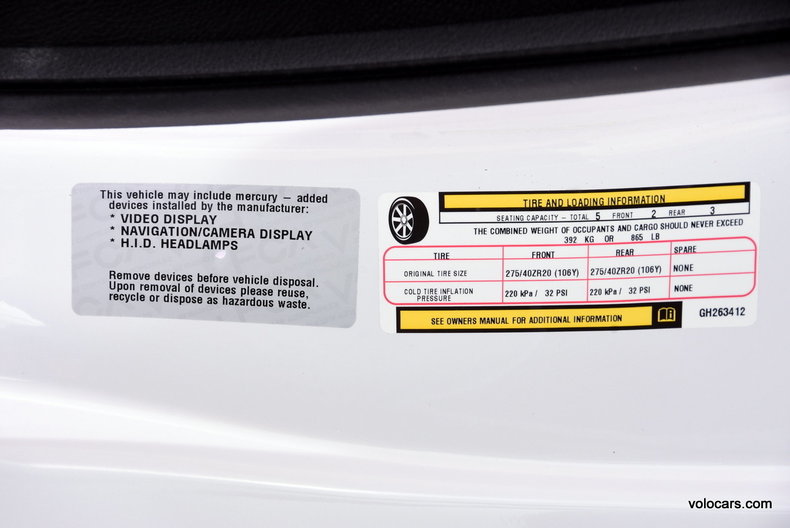 This vehicle may include mercury – added
devices installed by the manufacturer:
* VIDEO DISPLAY
* NAVIGATION/CAMERA DISPLAY
* H.I.D. HEADLAMPS
Remove devices before vehicle disposal.
Upon removal of devices please reuse,
recycle or dispose as hazardous waste.
TIRE AND LOADING INFORMATION
SEATING CAPACITY – TOTAL 5 FRONT 2 REAR 3
THE COMBINED WEIGHT OF OCCUPANTS AND CARGO SHOULD NEVER EXCEED
392 KG OR 865 LB
TIRE FRONT REAR SPARE
ORIGINAL TIRE SIZE 275/40ZR20 (106Y) 275/40ZR20 (106Y) NONE
COLD TIRE INFLATION
PRESSURE 220 kPa / 32 PSI 220 kPa / 32 PSI NONE
SEE OWNERS MANUAL FOR ADDITIONAL INFORMATION
GH263412
volocars.com